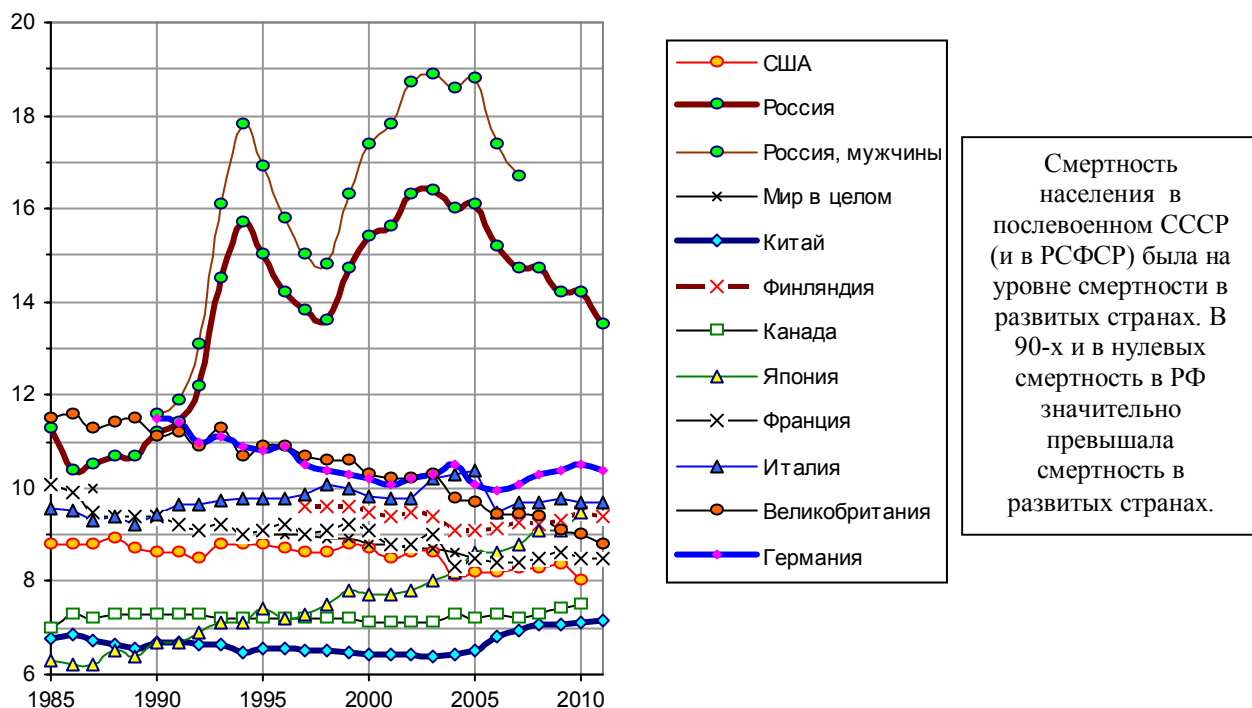 20
18
16
14
12
10
8
6
1985
1990
1995
2000
2005
2010
США
Россия
Россия, мужчины
Мир в целом
Китай
Финляндия
Канада
Япония
Франция
Италия
Великобритания
Германия
Смертность
населения в
послевоенном СССР
(и в РСФСР) была на
уровне смертности в
развитых странах. В
90-х и в нулевых
смертность в РФ
значительно
превышала
смертность в
развитых странах.